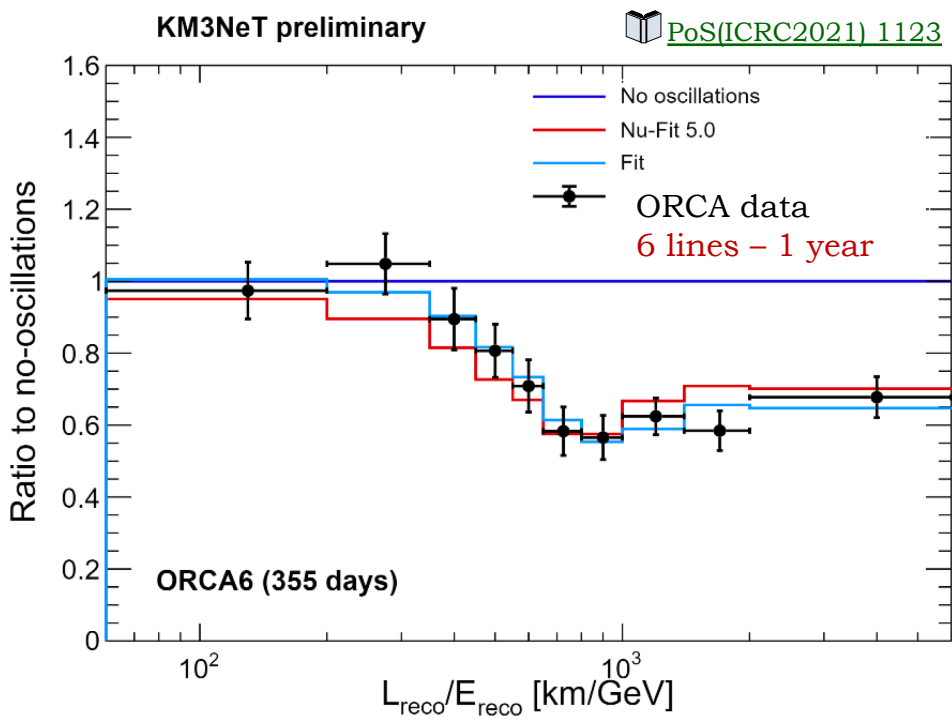 KM3NeT preliminary
PoS(ICRC2021) 1123
1.6
1.4
1.2
1
0.8
0.6
0.4
0.2
0
Ratio to no-oscillations
No oscillations
Nu-Fit 5.0
Fit
ORCA data
6 lines – 1 year
ORCA6 (355 days)
10²
10³
L_reco/E_reco [km/GeV]